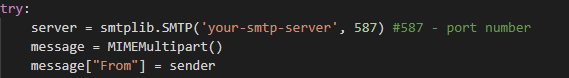 try:
    server = smtplib.SMTP('your-smtp-server', 587) #587 - port number
    message = MIMEMultipart()
    message["From"] = sender